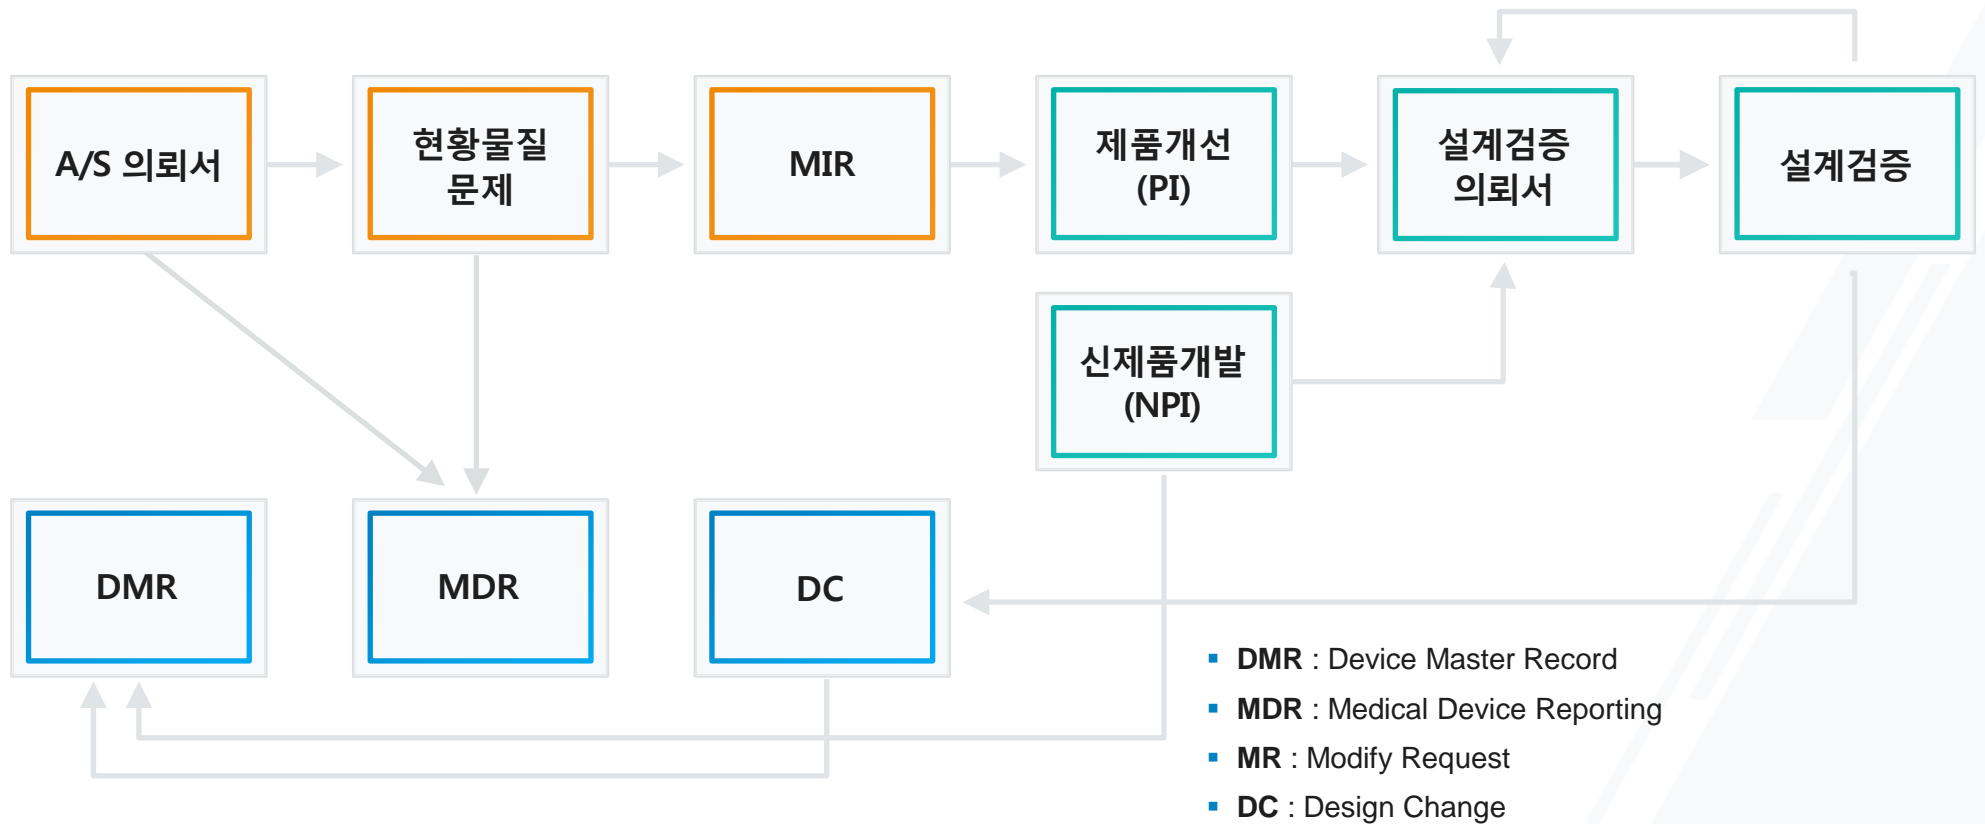 A/S 의뢰서
현황물질
문제
MIR
제품개선
(PI)
설계검증
의뢰서
설계검증
신제품개발
(NPI)
DMR
MDR
DC
▪ DMR : Device Master Record
▪ MDR : Medical Device Reporting
▪ MR : Modify Request
▪ DC : Design Change